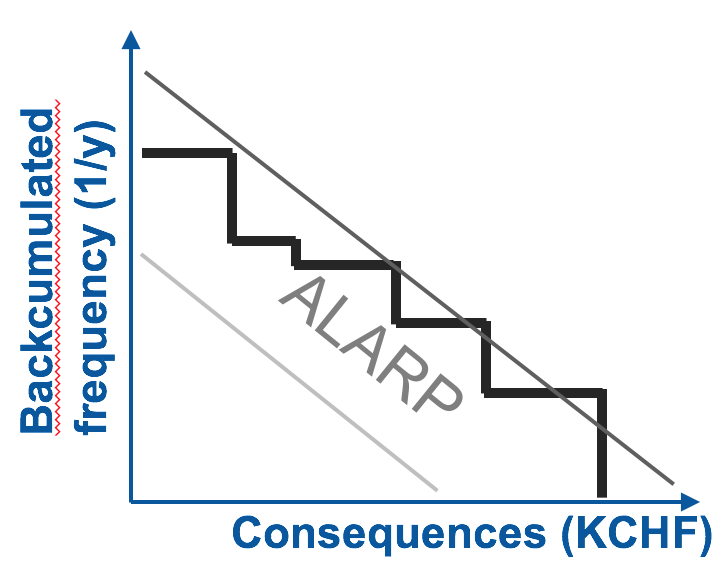 Backcumulated
frequency (1/y)
ALARP
Consequences (KCHF)